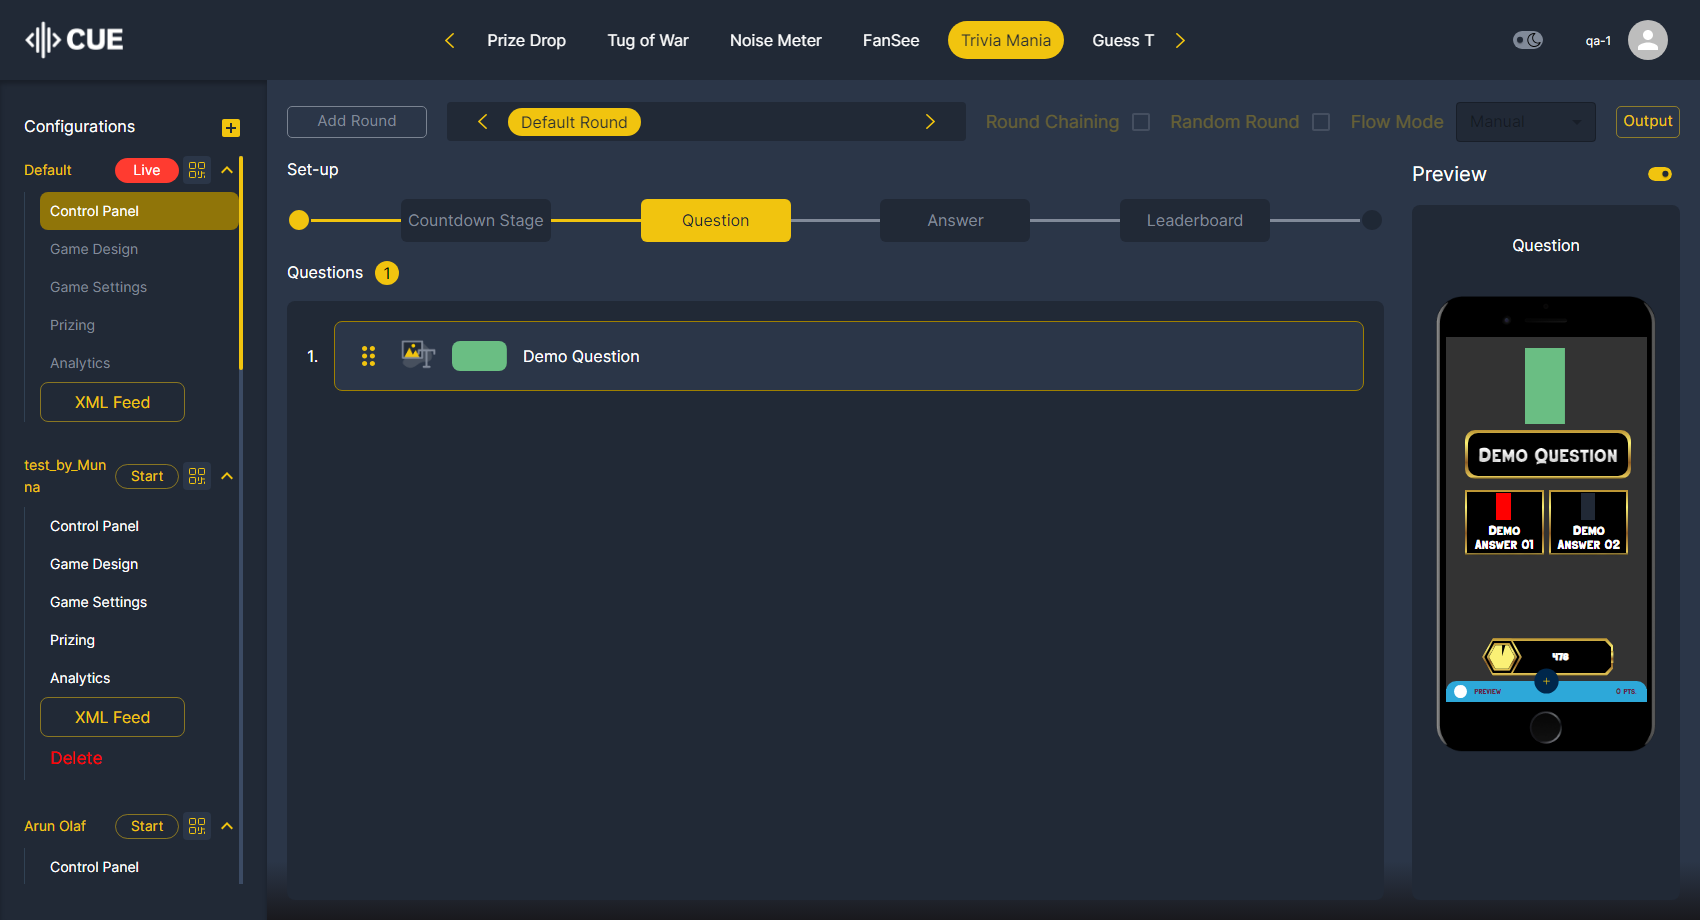 CUE
Prize Drop
Tug of War
Noise Meter
FanSee
Trivia Mania
Guess T
qa-1
Configurations
Default
Live
Control Panel
Game Design
Game Settings
Prizing
Analytics
XML Feed
test_by_Mun
na
Start
Control Panel
Game Design
Game Settings
Prizing
Analytics
XML Feed
Delete
Arun Olaf
Start
Control Panel
Add Round
Default Round
Round Chaining
Random Round
Flow Mode
Manual
Output
Set-up
Countdown Stage
Question
Answer
Leaderboard
Questions 1
1.
Demo Question
Preview
Question
Demo Question
Demo
Answer 01
Demo
Answer 02
478
PREVIEW
0 PTS